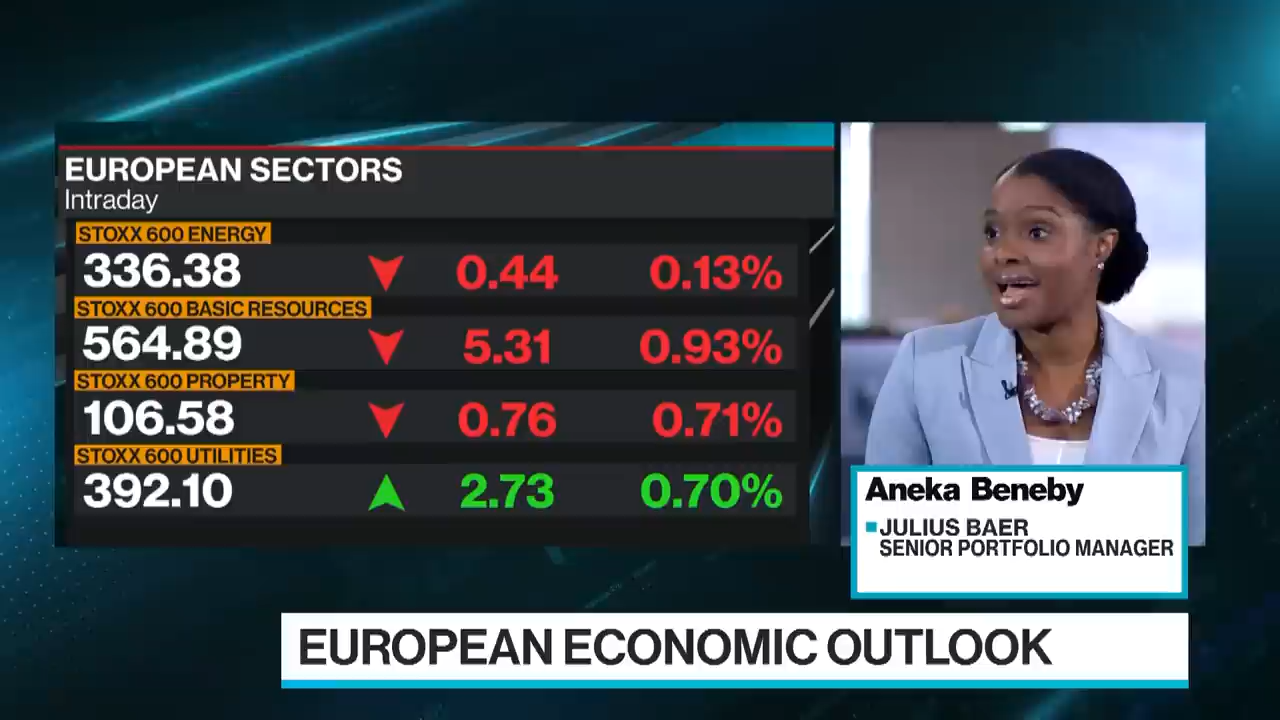 EUROPEAN SECTORS
Intraday
STOXX 600 ENERGY
336.38 0.44 0.13%
STOXX 600 BASIC RESOURCES
564.89 5.31 0.93%
STOXX 600 PROPERTY
106.58 0.76 0.71%
STOXX 600 UTILITIES
392.10 2.73 0.70%
Aneka Beneby
JULIUS BAER
SENIOR PORTFOLIO MANAGER
EUROPEAN ECONOMIC OUTLOOK